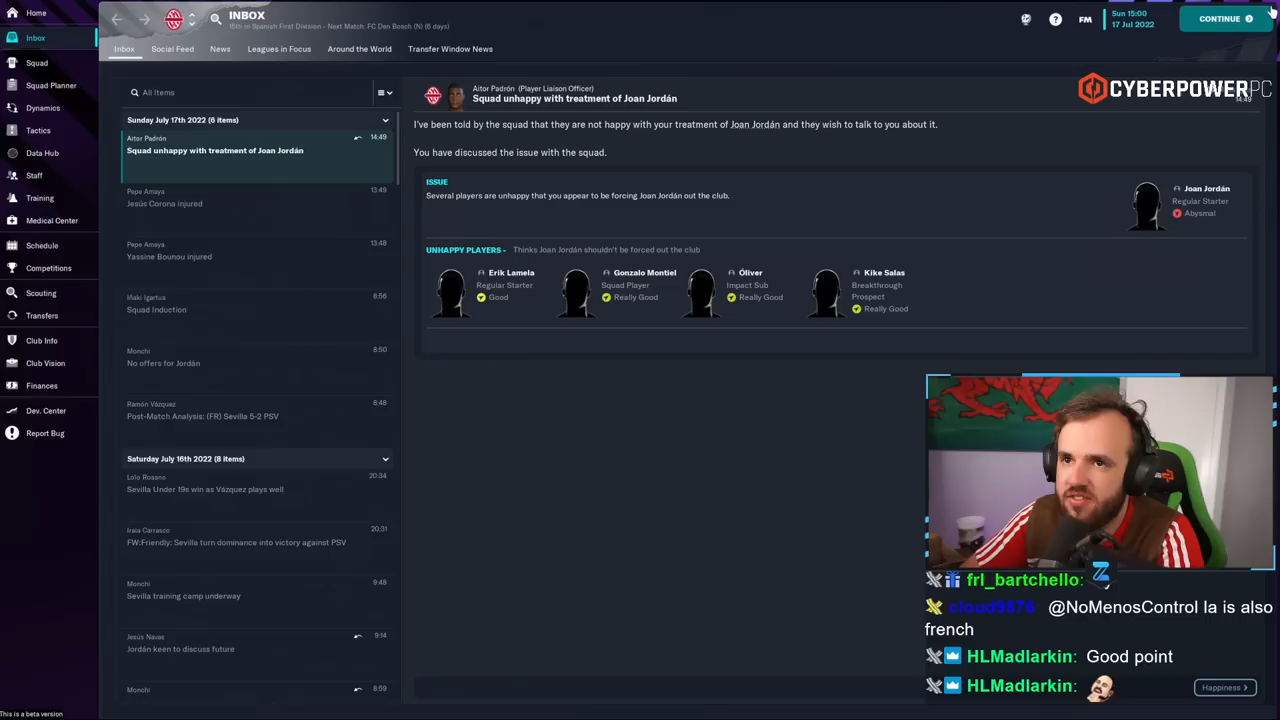 Home
Inbox
Squad
Squad Planner
Dynamics
Tactics
Data Hub
Staff
Training
Medical Center
Schedule
Competitions
Scouting
Transfers
Club Info
Club Vision
Finances
Dev. Center
Report Bug
This is a beta version
INBOX
15th in Spanish First Division - Next Match: FC Den Bosch (N) (6 days)
FM
Sun 15:00
17 Jul 2022
CONTINUE
Inbox
Social Feed
News
Leagues in Focus
Around the World
Transfer Window News
All Items
Sunday July 17th 2022 (6 items)
Aitor Padrón
14:49
Squad unhappy with treatment of Joan Jordán
Pepe Amaya
13:49
Jesús Corona injured
Pepe Amaya
13:48
Yassine Bounou injured
Iñaki Igartua
8:56
Squad Induction
Monchi
8:50
No offers for Jordán
Ramón Vázquez
8:48
Post-Match Analysis: (FR) Sevilla 5-2 PSV
Saturday July 16th 2022 (8 items)
Lolo Rosano
20:34
Sevilla Under 19s win as Vázquez plays well
Iraia Carrasco
20:31
FW:Friendly: Sevilla turn dominance into victory against PSV
Monchi
9:48
Sevilla training camp underway
Jesús Navas
9:14
Jordán keen to discuss future
Monchi
8:59
Aitor Padrón (Player Liaison Officer)
Squad unhappy with treatment of Joan Jordán
CYBERPOWERPC
14:49
I've been told by the squad that they are not happy with your treatment of Joan Jordán and they wish to talk to you about it.
You have discussed the issue with the squad.
ISSUE
Several players are unhappy that you appear to be forcing Joan Jordán out the club.
Joan Jordán
Regular Starter
Abysmal
UNHAPPY PLAYERS - Thinks Joan Jordán shouldn't be forced out the club
Erik Lamela
Regular Starter
Good
Gonzalo Montiel
Squad Player
Really Good
Óliver
Impact Sub
Really Good
Kike Salas
Breakthrough
Prospect
Really Good
frl_bartchello:
cloud9876: @NoMenosControl la is also
french
HLMadlarkin: Good point
HLMadlarkin:
Happiness >